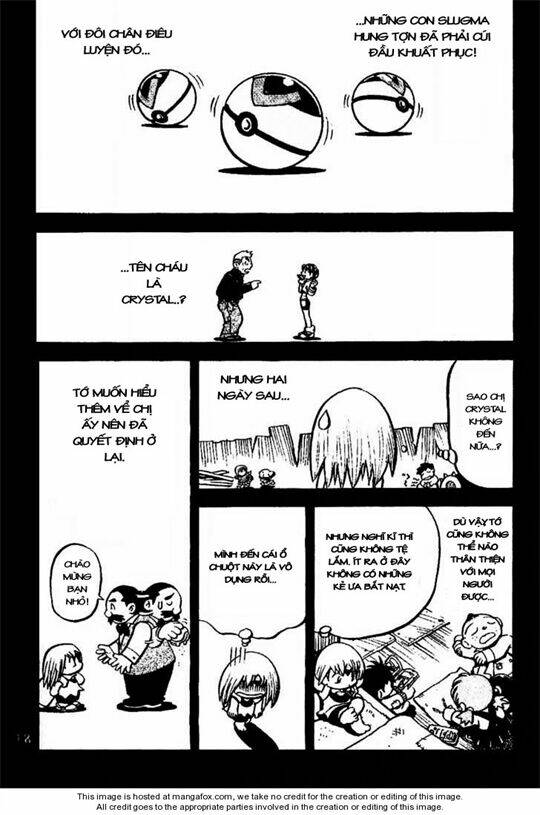 ...NHỮNG CON SLUGMA
HUNG TỢN ĐÃ PHẢI CÚI
ĐẦU KHUẤT PHỤC!
VỚI ĐÔI CHÂN ĐIÊU
LUYỆN ĐÓ...
...TÊN CHÁU
LÀ
CRYSTAL..?
SAO CHỊ
CRYSTAL
KHÔNG
ĐẾN
NỮA...?
NHƯNG HAI
NGÀY SAU...
TỚ MUỐN HIỂU
THÊM VỀ CHỊ
ẤY NÊN ĐÃ
QUYẾT ĐỊNH Ở
LẠI.
DÙ VẬY, TỚ
CŨNG KHÔNG
THỂ NÀO
THÂN THIỆN
VỚI MỌI
NGƯỜI
ĐƯỢC...
NHƯNG NGHĨ KĨ THÌ
CŨNG KHÔNG TỆ
LẮM. ÍT RA Ở ĐÂY
KHÔNG CÓ NHỮNG
KẺ ƯA BẮT NẠT.
MÌNH ĐẾN CÁI Ổ
CHUỘT NÀY LÀ VÔ
DỤNG RỒI...
CHÀO
MỪNG
BẠN
NHỎ!
This image is hosted at mangafox.com, we take no credit for the creation or editing of this image.
All credit goes to the appropriate parties involved in the creation or editing of this image.